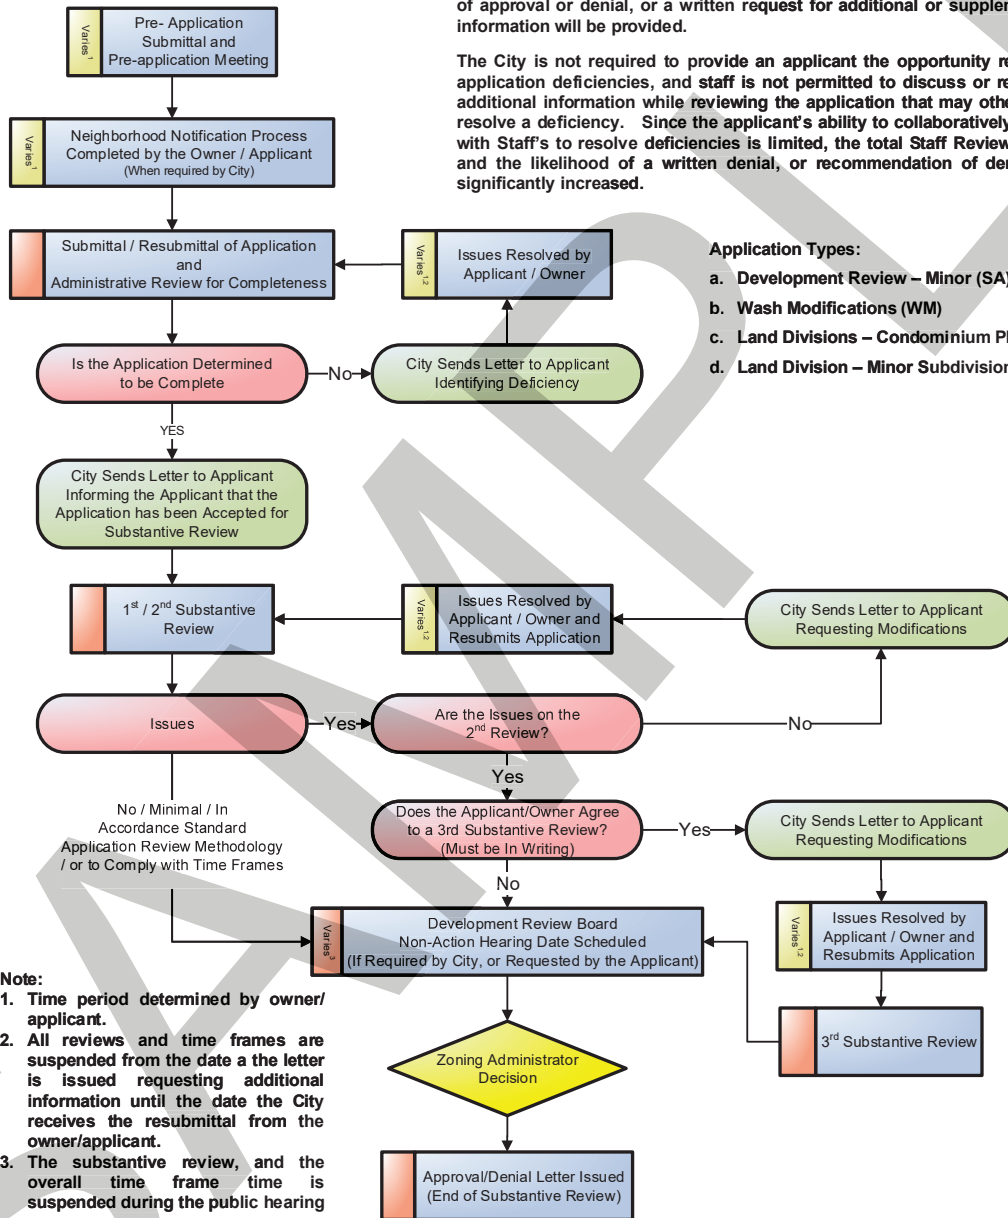 of approval or denial, or a written request for additional or
information will be provided.
The City is not required to provide an applicant the opportunity
application deficiencies, and staff is not permitted to discuss or
additional information while reviewing the application that may
resolve a deficiency. Since the applicant's ability to collaboratively
with Staff's to resolve deficiencies is limited, the total Staff Review
and the likelihood of a written denial, or recommendation of
significantly increased.
Pre- Application
Submittal and
Pre-application Meeting
Varies1
Neighborhood Notification Process
Completed by the Owner / Applicant
(When required by City)
Varies1
Submittal / Resubmittal of Application
and
Administrative Review for Completeness
Issues Resolved by
Applicant / Owner
Varies1,2
Application Types:
a. Development Review – Minor (SA)
b. Wash Modifications (WM)
c. Land Divisions – Condominium
d. Land Division – Minor Subdivision
Is the Application Determined
to be Complete
No
City Sends Letter to Applicant
Identifying Deficiency
YES
City Sends Letter to Applicant
Informing the Applicant that the
Application has been Accepted for
Substantive Review
1st / 2nd Substantive
Review
Varies1,2
Issues Resolved by
Applicant / Owner and
Resubmits Application
City Sends Letter to Applicant
Requesting Modifications
Issues
Yes
Are the Issues on the
2nd Review?
No
Yes
No / Minimal / In
Accordance Standard
Application Review Methodology
/ or to Comply with Time Frames
Does the Applicant/Owner Agree
to a 3rd Substantive Review?
(Must be In Writing)
Yes
City Sends Letter to Applicant
Requesting Modifications
No
Varies3
Development Review Board
Non-Action Hearing Date Scheduled
(If Required by City, or Requested by the Applicant)
Varies1,2
Issues Resolved by
Applicant / Owner and
Resubmits Application
3rd Substantive Review
Zoning Administrator
Decision
Approval/Denial Letter Issued
(End of Substantive Review)
Note:
1. Time period determined by owner/
applicant.
2. All reviews and time frames are
suspended from the date a the letter
is issued requesting additional
information until the date the City
receives the resubmittal from the
owner/applicant.
3. The substantive review, and the
overall time frame time is
suspended during the public hearing
SAMPL